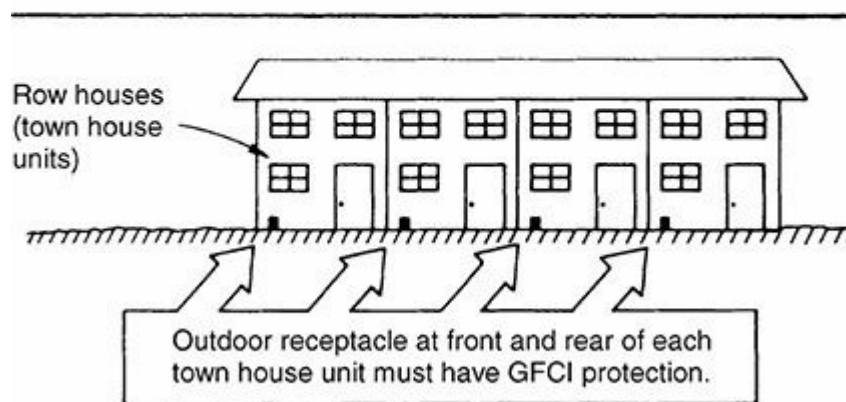 Row houses
(town house
units)
Outdoor receptacle at front and rear of each
town house unit must have GFCI protection.